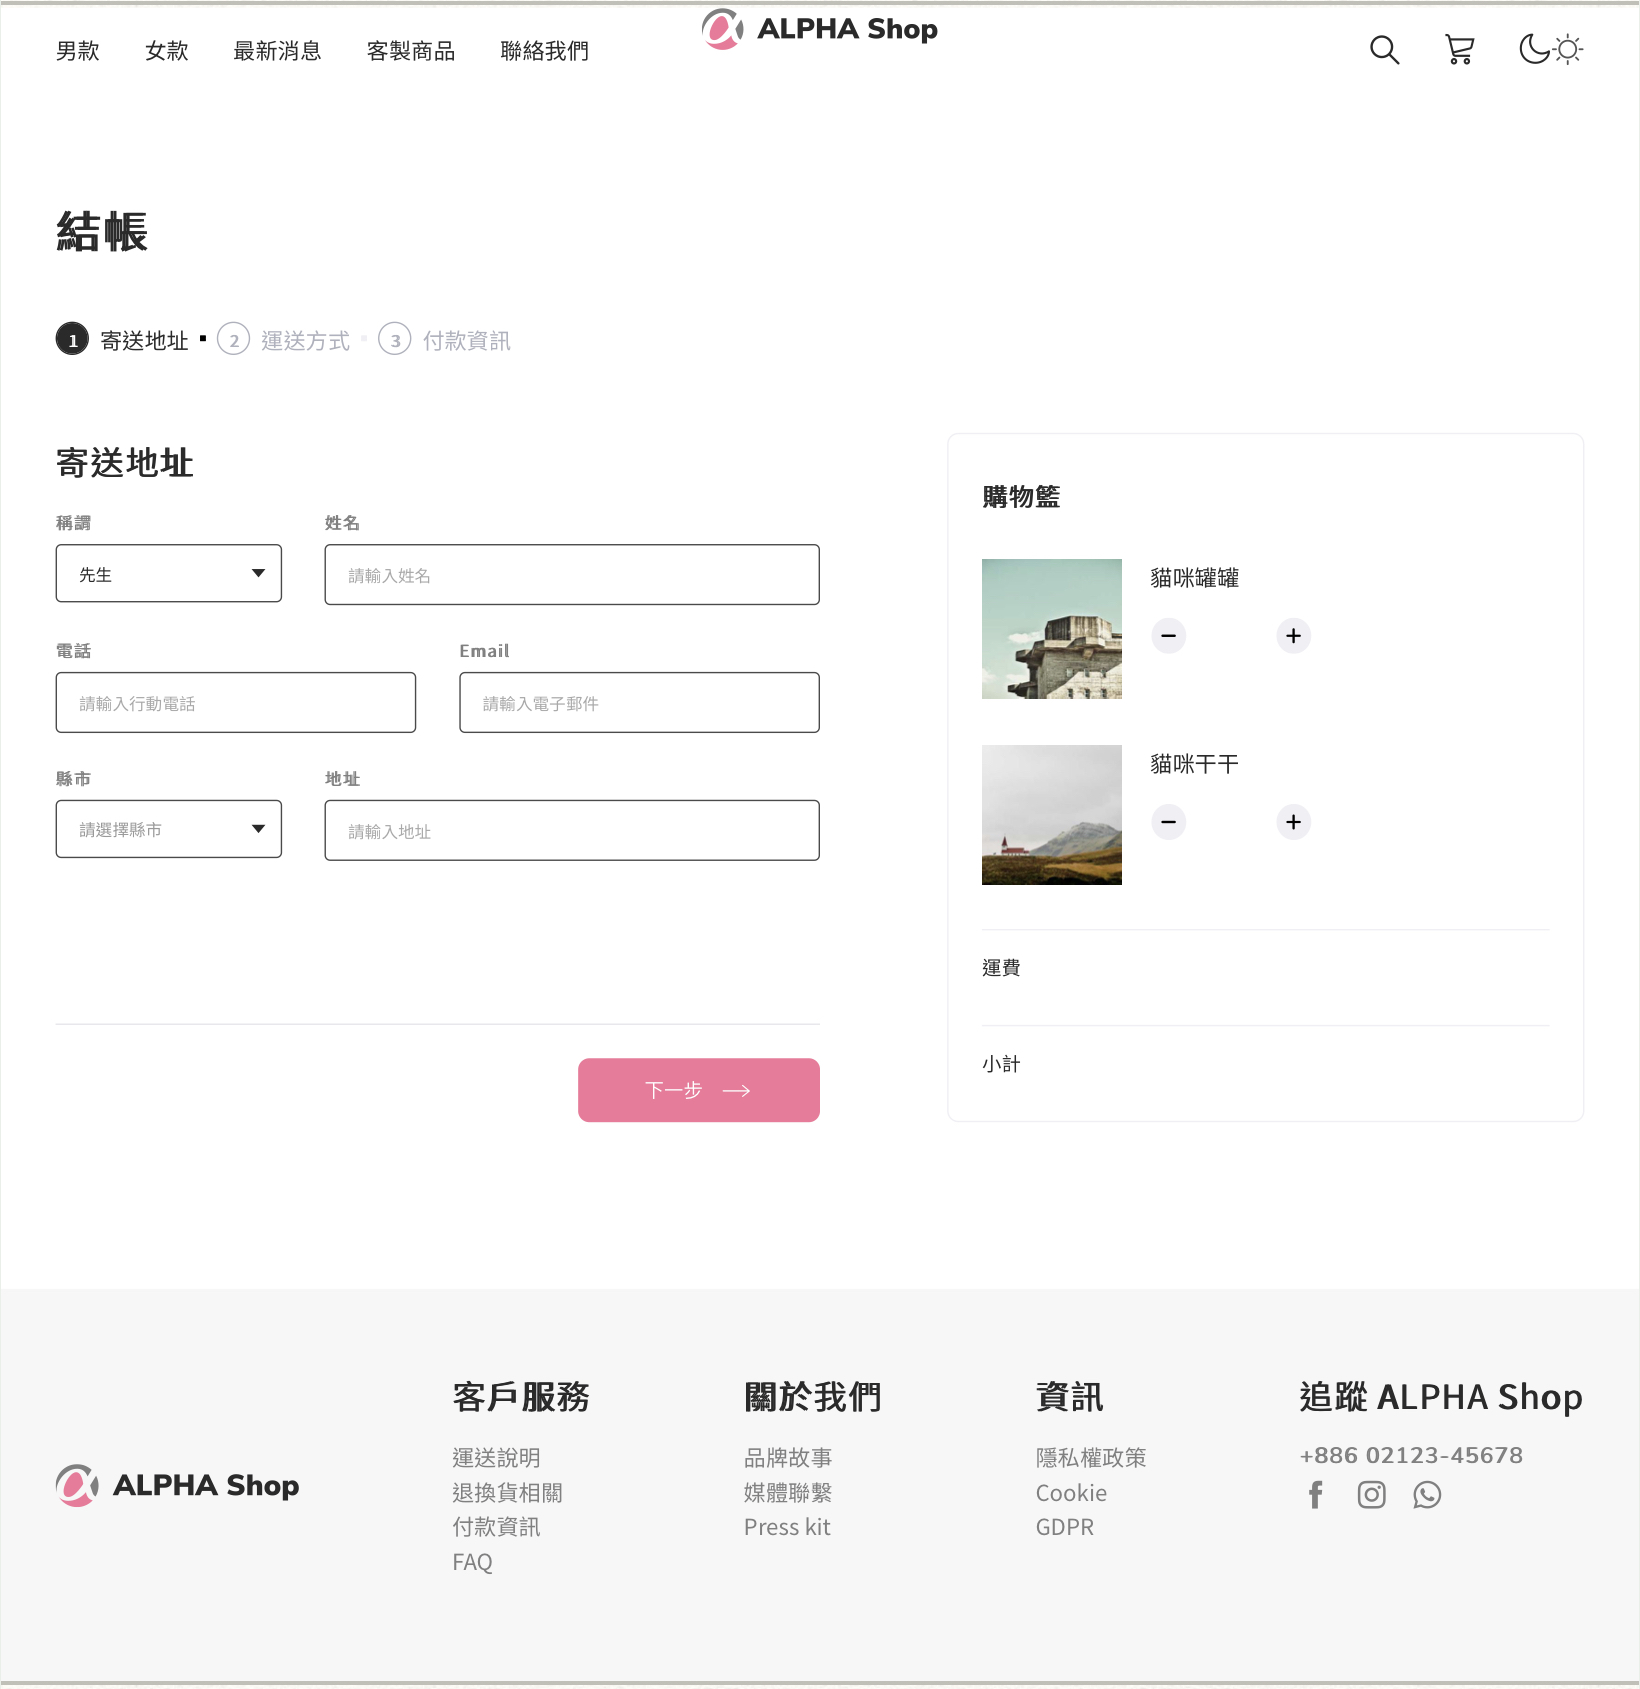 男款 女款 最新消息 客製商品 聯絡我們 ALPHA Shop
結帳
1 寄送地址 2 運送方式 3 付款資訊
寄送地址
稱謂 姓名
先生 請輸入姓名
電話 Email
請輸入行動電話 請輸入電子郵件
縣市 地址
請選擇縣市 請輸入地址
下一步
購物籃
貓咪罐罐
貓咪干干
運費
小計
ALPHA Shop
客戶服務
運送說明
退換貨相關
付款資訊
FAQ
關於我們
品牌故事
媒體聯繫
Press kit
資訊
隱私權政策
Cookie
GDPR
追蹤 ALPHA Shop
+886 02123-45678